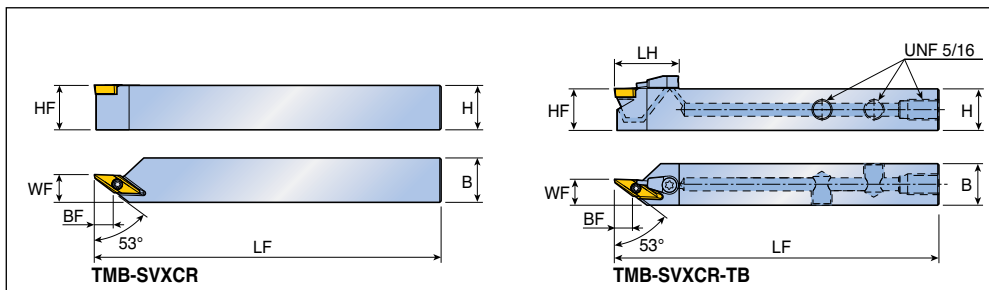 HF
H
WF
B
BF
53°
LF
TMB-SVXCR
LH
UNF 5/16
HF
H
WF
B
BF
53°
LF
TMB-SVXCR-TB